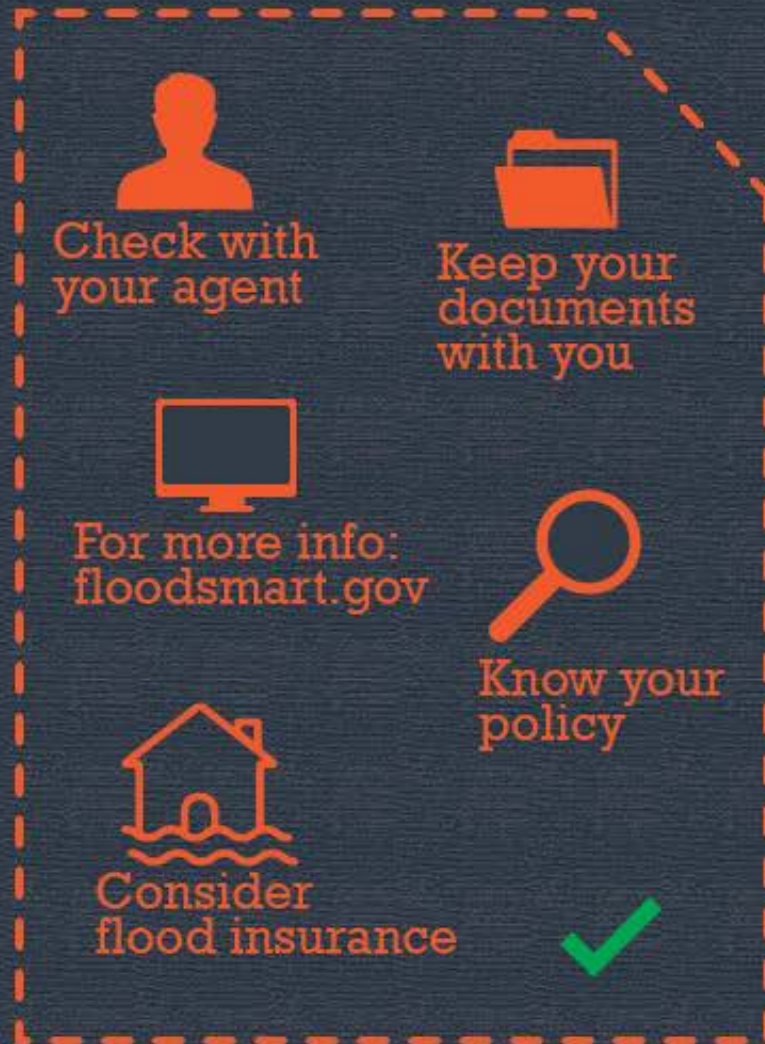 Check with
your agent
Keep your
documents
with you
For more info:
floodsmart.gov
Know your
policy
Consider
flood insurance